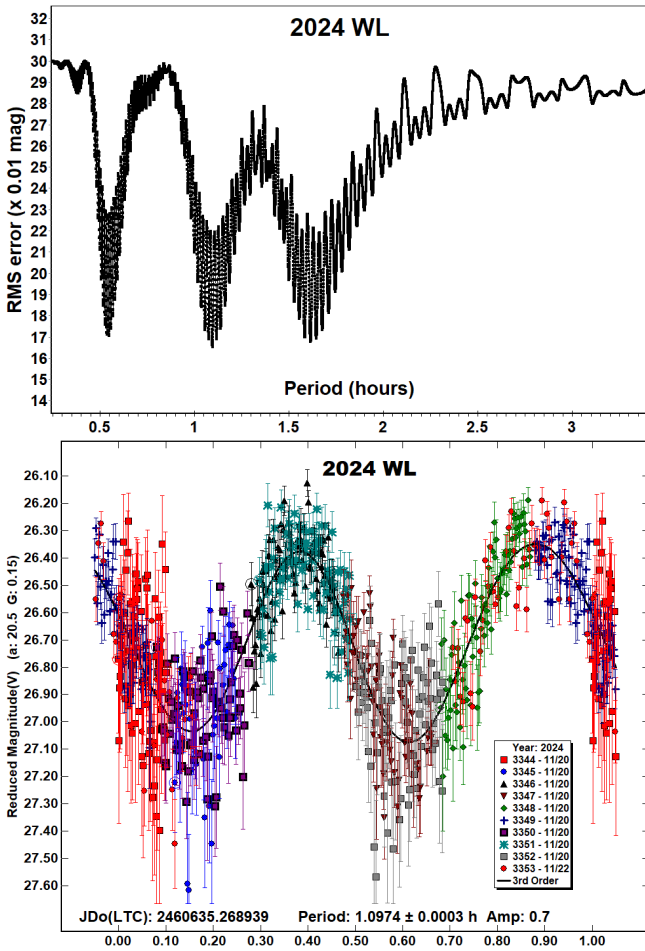 2024 WL
RMS error (x 0.01 mag)
32
30
30
29
28
27
26
25
24
23
22
21
20
19
18
17
16
15
14
Period (hours)
0.5 1 1.5 2 2.5 3
2024 WL
Reduced Magnitude(V) (a: 20.5 G: 0.15)
26.10
26.20
26.30
26.40
26.50
26.60
26.70
26.80
26.90
27.00
27.10
27.20
27.30
27.40
27.50
27.60
Year: 2024
3344 - 11/20
3345 - 11/20
3346 - 11/20
3347 - 11/20
3348 - 11/20
3349 - 11/20
3350 - 11/20
3351 - 11/20
3352 - 11/20
3353 - 11/22
3rd Order
JDo(LTC): 2460635.268939 Period: 1.0974 ± 0.0003 h Amp: 0.7
0.00 0.10 0.20 0.30 0.40 0.50 0.60 0.70 0.80 0.90 1.00